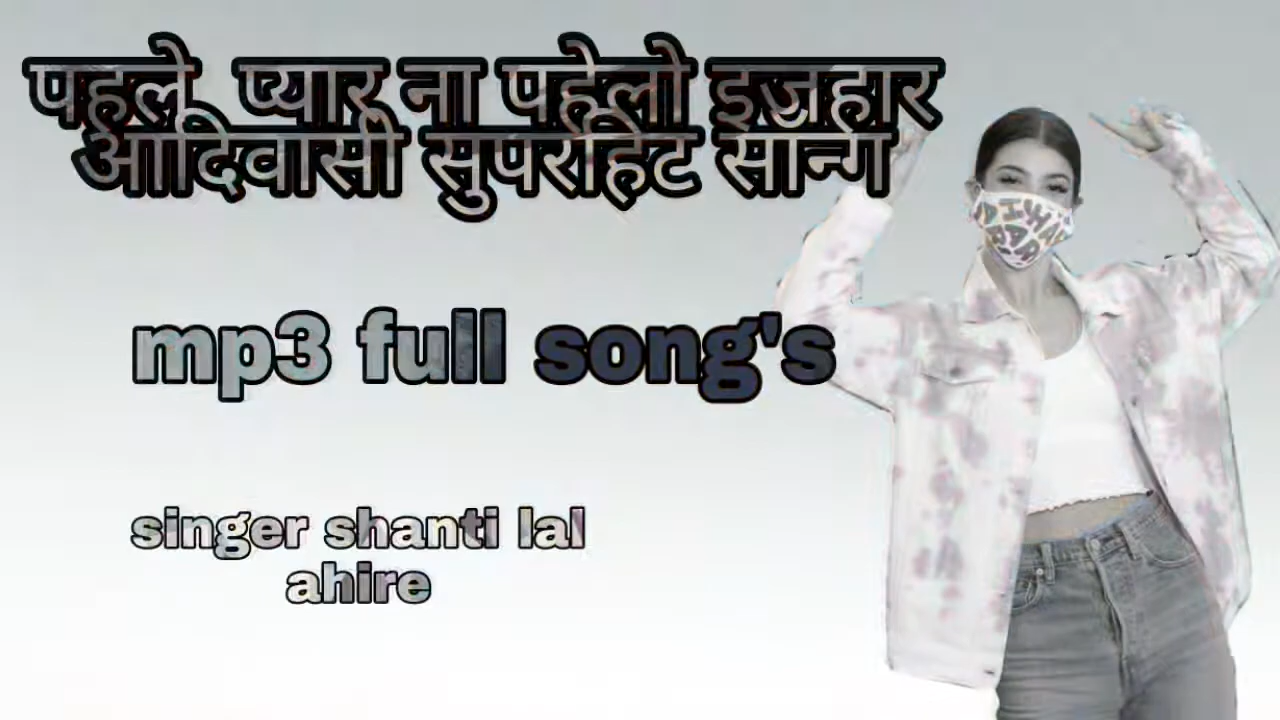 पहले प्यार ना पहेलो इजहार
आदिवासी सुपरहिट सॉन्ग
mp3 full song's
singer shanti lal
ahire